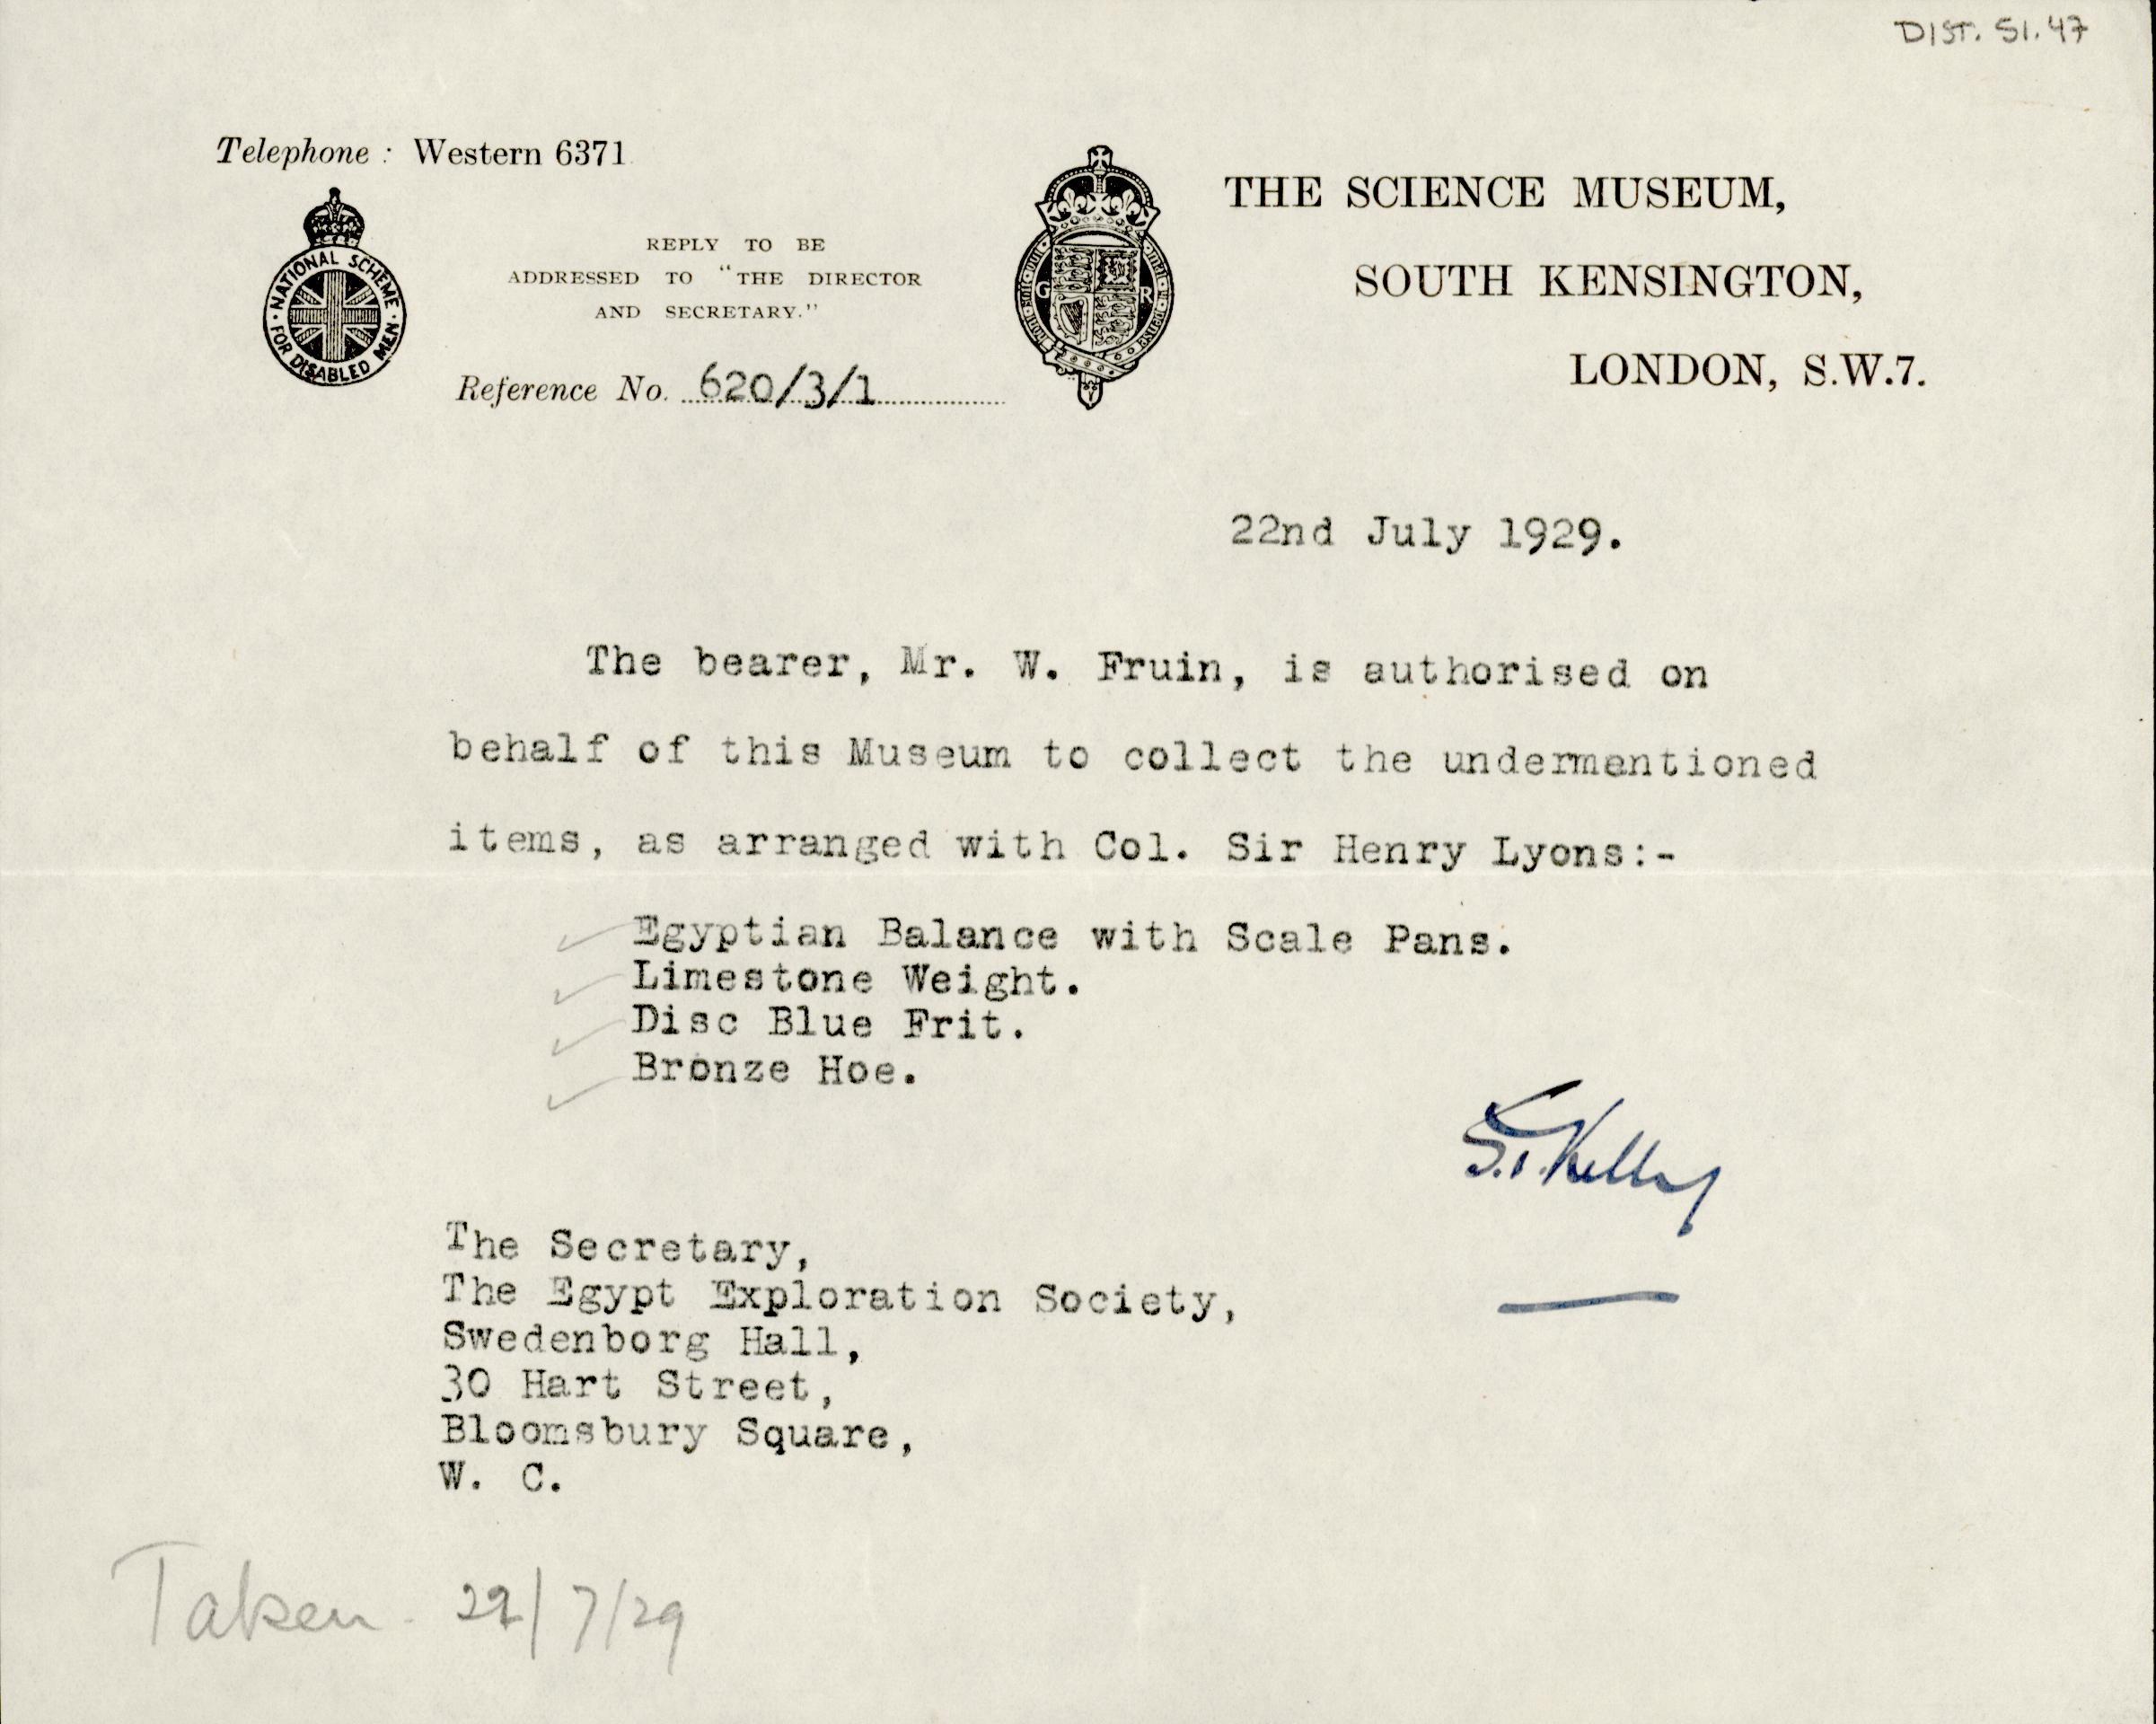 DIST. 51.47
Telephone : Western 6371
NATIONAL SCHEME
FOR DISABLED MEN
REPLY TO BE
ADDRESSED TO "THE DIRECTOR
AND SECRETARY."
Reference No. 620/3/1
G R
THE SCIENCE MUSEUM,
SOUTH KENSINGTON,
LONDON, S.W.7.
22nd July 1929.
The bearer, Mr. W. Fruin, is authorised on
behalf of this Museum to collect the undermentioned
items, as arranged with Col. Sir Henry Lyons:-
Egyptian Balance with Scale Pans.
Limestone Weight.
Disc Blue Frit.
Bronze Hoe.
Kelly
The Secretary,
The Egypt Exploration Society,
Swedenborg Hall,
30 Hart Street,
Bloomsbury Square,
W. C.
Taken 22/7/29